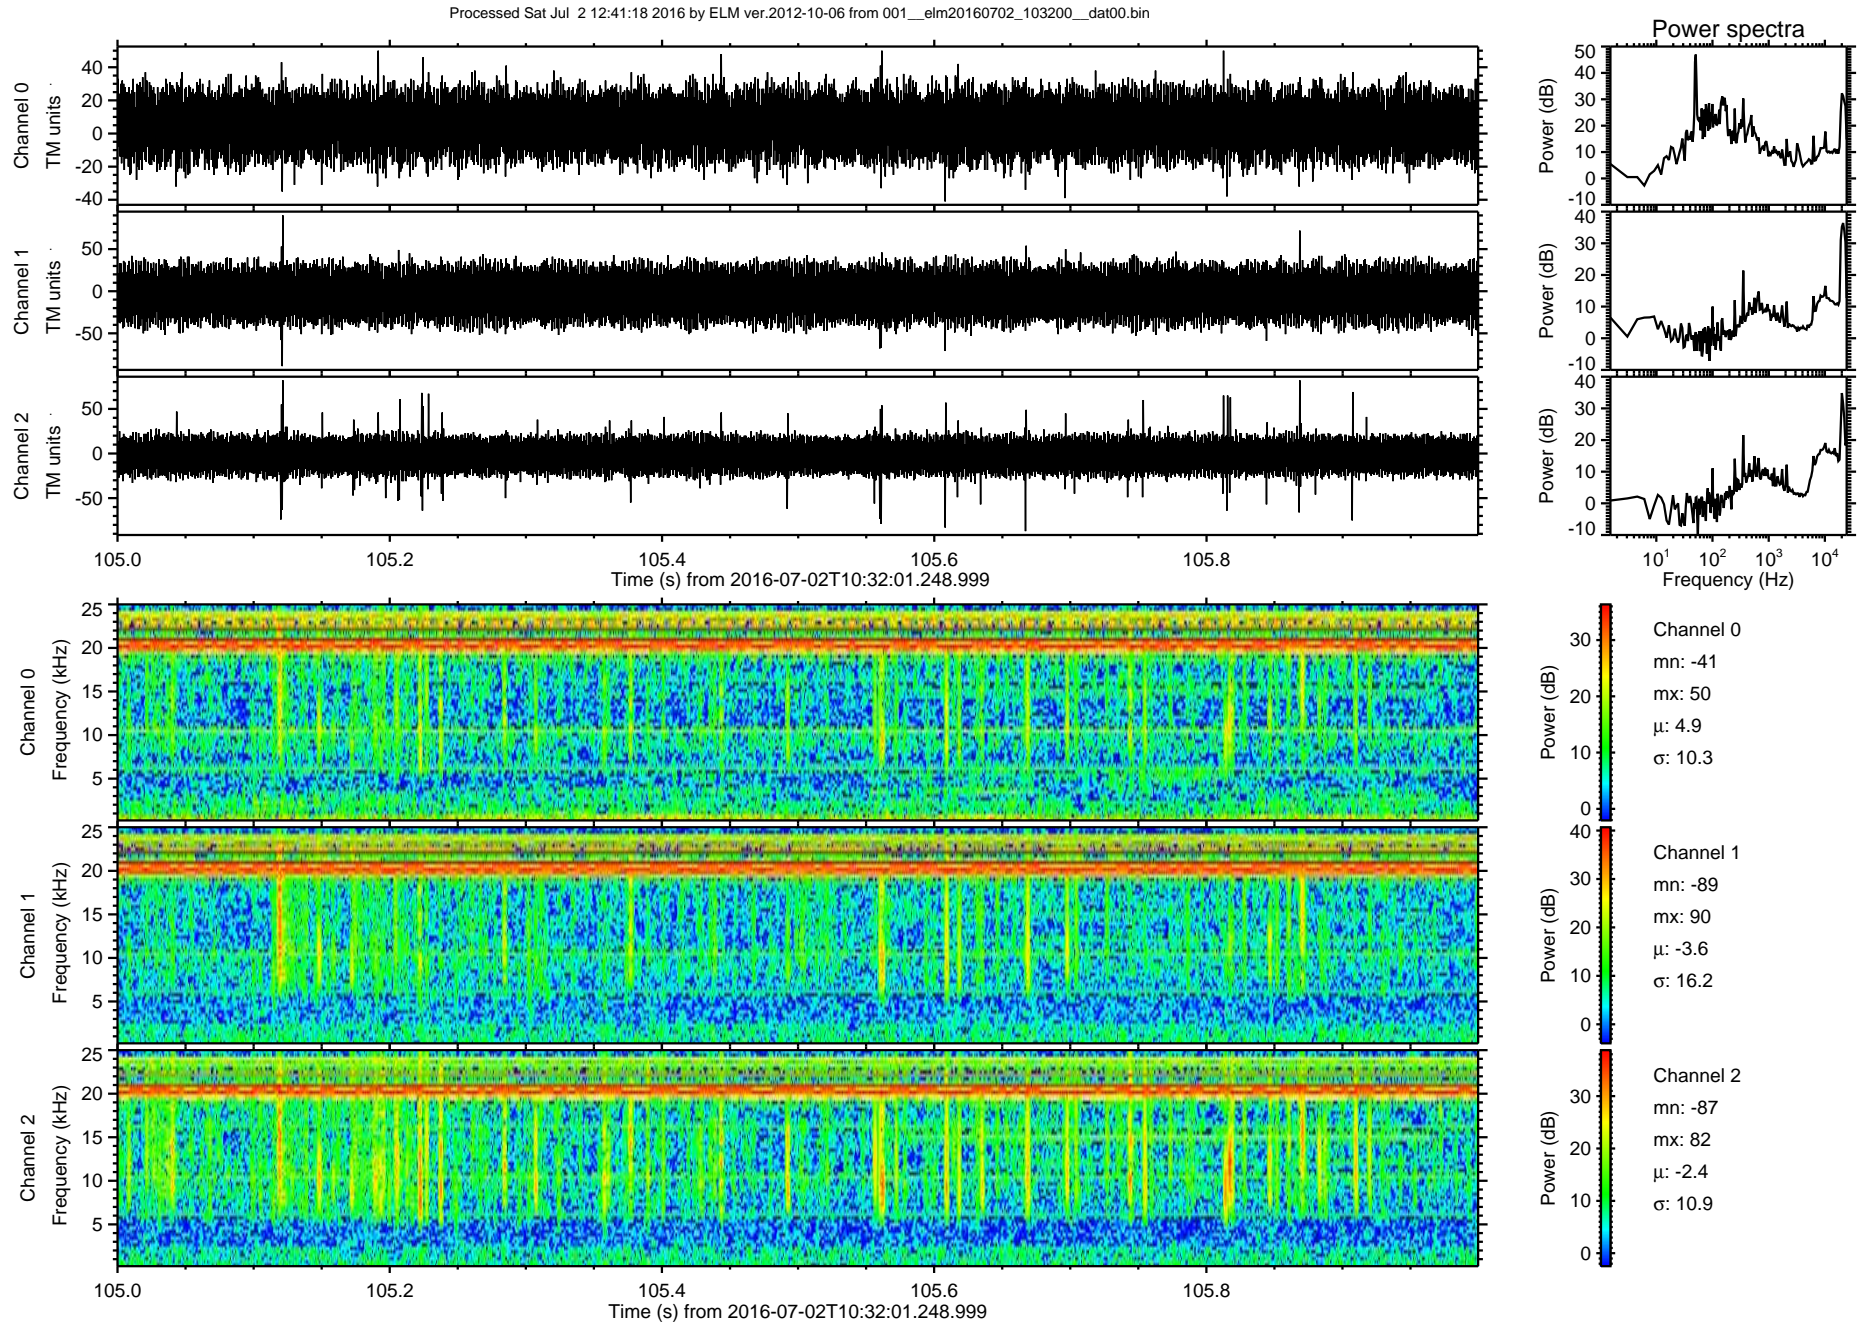 Processed Sat Jul  2 12:41:18 2016 by ELM ver.2012-10-06 from 001__elm20160702_103200__dat00.bin
Power spectra
Channel 0
TM units
40
20
0
-20
-40
Power (dB)
50
40
30
20
10
0
-10
Channel 1
TM units
50
0
-50
Power (dB)
40
30
20
10
0
-10
Channel 2
TM units
50
0
-50
Power (dB)
40
30
20
10
0
-10
105.0 105.2 105.4 105.6 105.8
Time (s) from 2016-07-02T10:32:01.248.999
10^1 10^2 10^3 10^4
Frequency (Hz)
Channel 0
Frequency (kHz)
25
20
15
10
5
Power (dB)
30
20
10
0
Channel 0
mn: -41
mx: 50
μ: 4.9
σ: 10.3
Channel 1
Frequency (kHz)
25
20
15
10
5
Power (dB)
40
30
20
10
0
Channel 1
mn: -89
mx: 90
μ: -3.6
σ: 16.2
Channel 2
Frequency (kHz)
25
20
15
10
5
Power (dB)
30
20
10
0
Channel 2
mn: -87
mx: 82
μ: -2.4
σ: 10.9
105.0 105.2 105.4 105.6 105.8
Time (s) from 2016-07-02T10:32:01.248.999